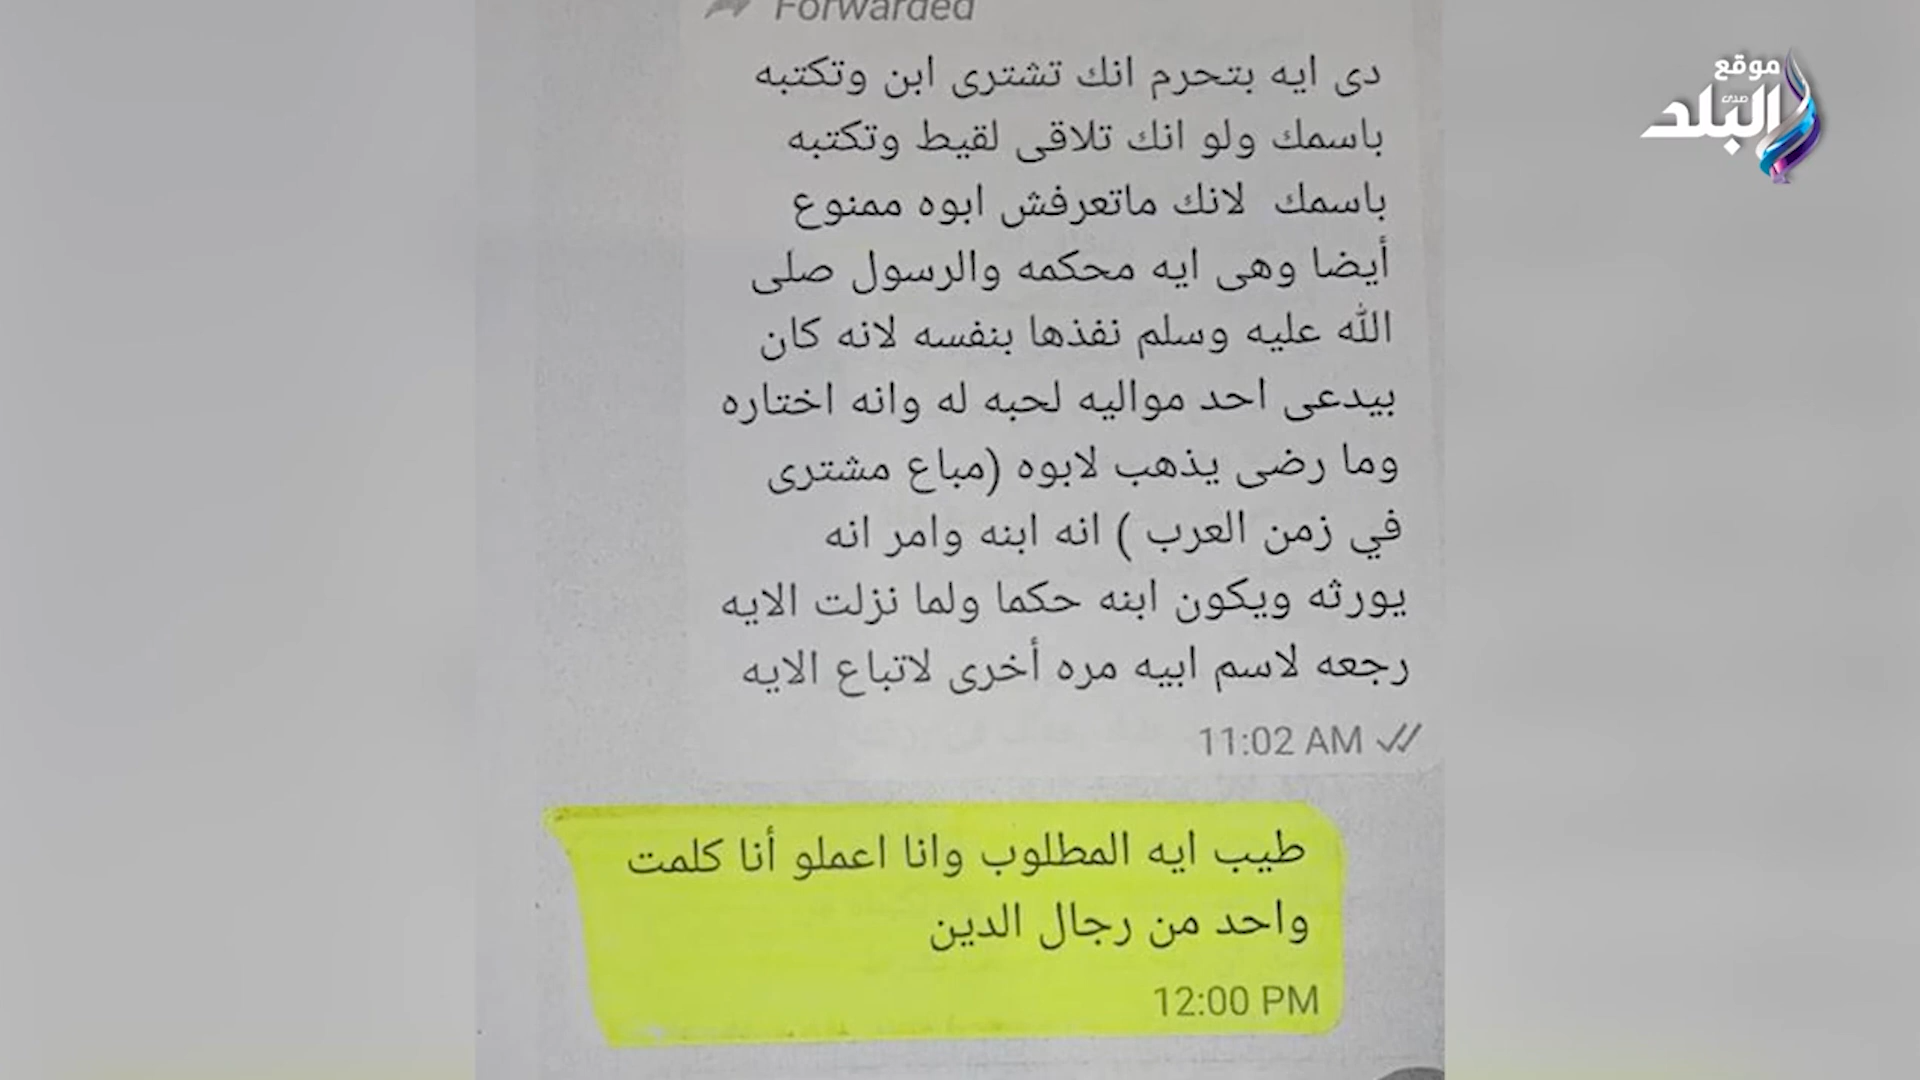 Forwarded
موقع
صدى
البلد
دى ايه بتحرم انك تشترى ابن وتكتبه
باسمك ولو انك تلاقى لقيط وتكتبه
باسمك لانك ماتعرفش ابوه ممنوع
أيضا وهى ايه محكمه والرسول صلى
الله عليه وسلم نفذها بنفسه لانه كان
بيدعى احد مواليه لحبه له وانه اختاره
وما رضى يذهب لابوه (مباع مشترى
في زمن العرب ) انه ابنه وامر انه
يورثه ويكون ابنه حكما ولما نزلت الايه
رجعه لاسم ابيه مره أخرى لاتباع الايه
11:02 AM
طيب ايه المطلوب وانا اعملو أنا كلمت
واحد من رجال الدين
12:00 PM